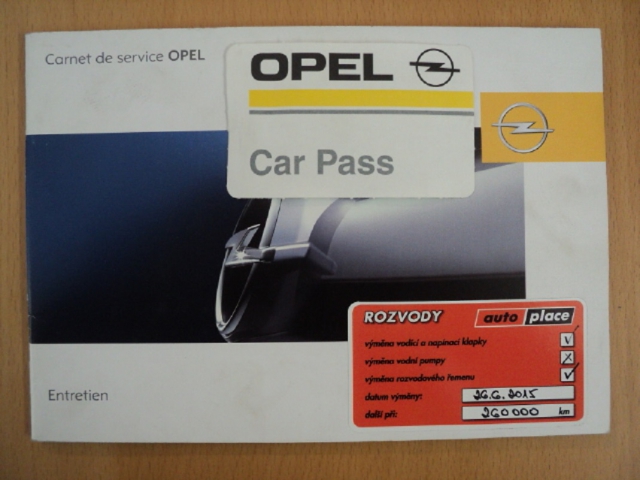 Carnet de service OPEL
OPEL
Car Pass
Entretien
ROZVODY auto place
výměna vodící a napínací kladky
výměna vodní pumpy
výměna rozvodového řemenu
datum výměny: 26.6.2015
další při: 260000 km